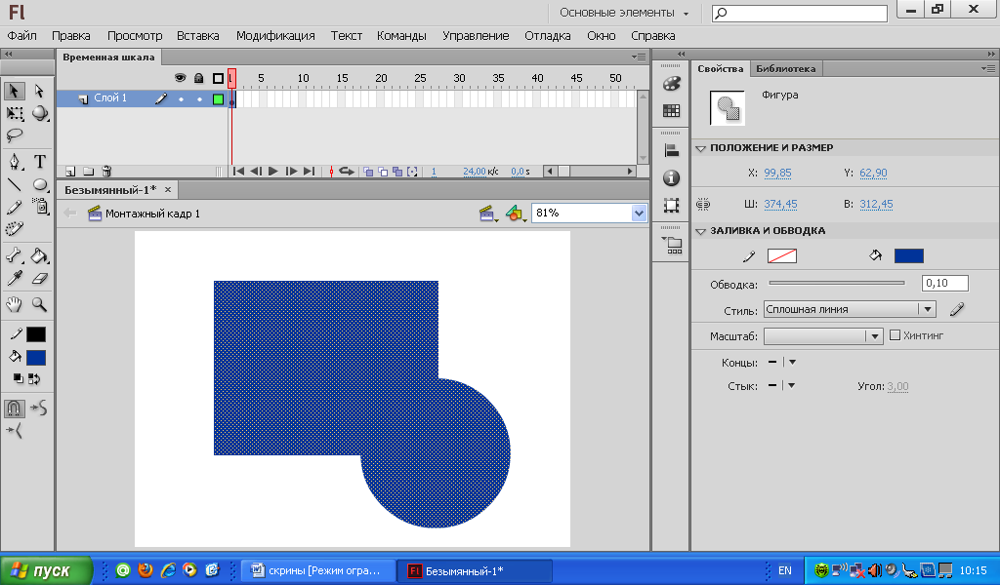 Fl
Основные элементы
Файл Правка Просмотр Вставка Модификация Текст Команды Управление Отладка Окно Справка
Временная шкала
1 5 10 15 20 25 30 35 40 45 50
Слой 1
1 24,00 к/с 0,0 s
Безымянный-1*
Монтажный кадр 1
81%
T
Свойства Библиотека
Фигура
ПОЛОЖЕНИЕ И РАЗМЕР
X: 99,85 Y: 62,90
Ш: 374,45 В: 312,45
ЗАЛИВКА И ОБВОДКА
Обводка: 0,10
Стиль: Сплошная линия
Масштаб: Хинтинг
Концы:
Стык: Угол: 3,00
пуск
скрины [Режим огра...
Fl Безымянный-1*
EN
10:15